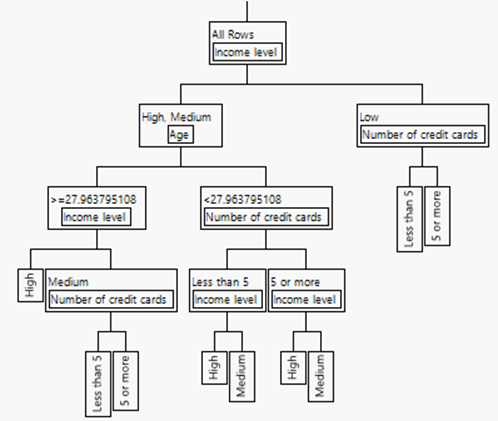 All Rows
Income level
High, Medium
Age
Low
Number of credit cards
>=27.963795108
Income level
<27.963795108
Number of credit cards
Less than 5
5 or more
High
Medium
Number of credit cards
Less than 5
Income level
5 or more
Income level
Less than 5
5 or more
High
Medium
High
Medium